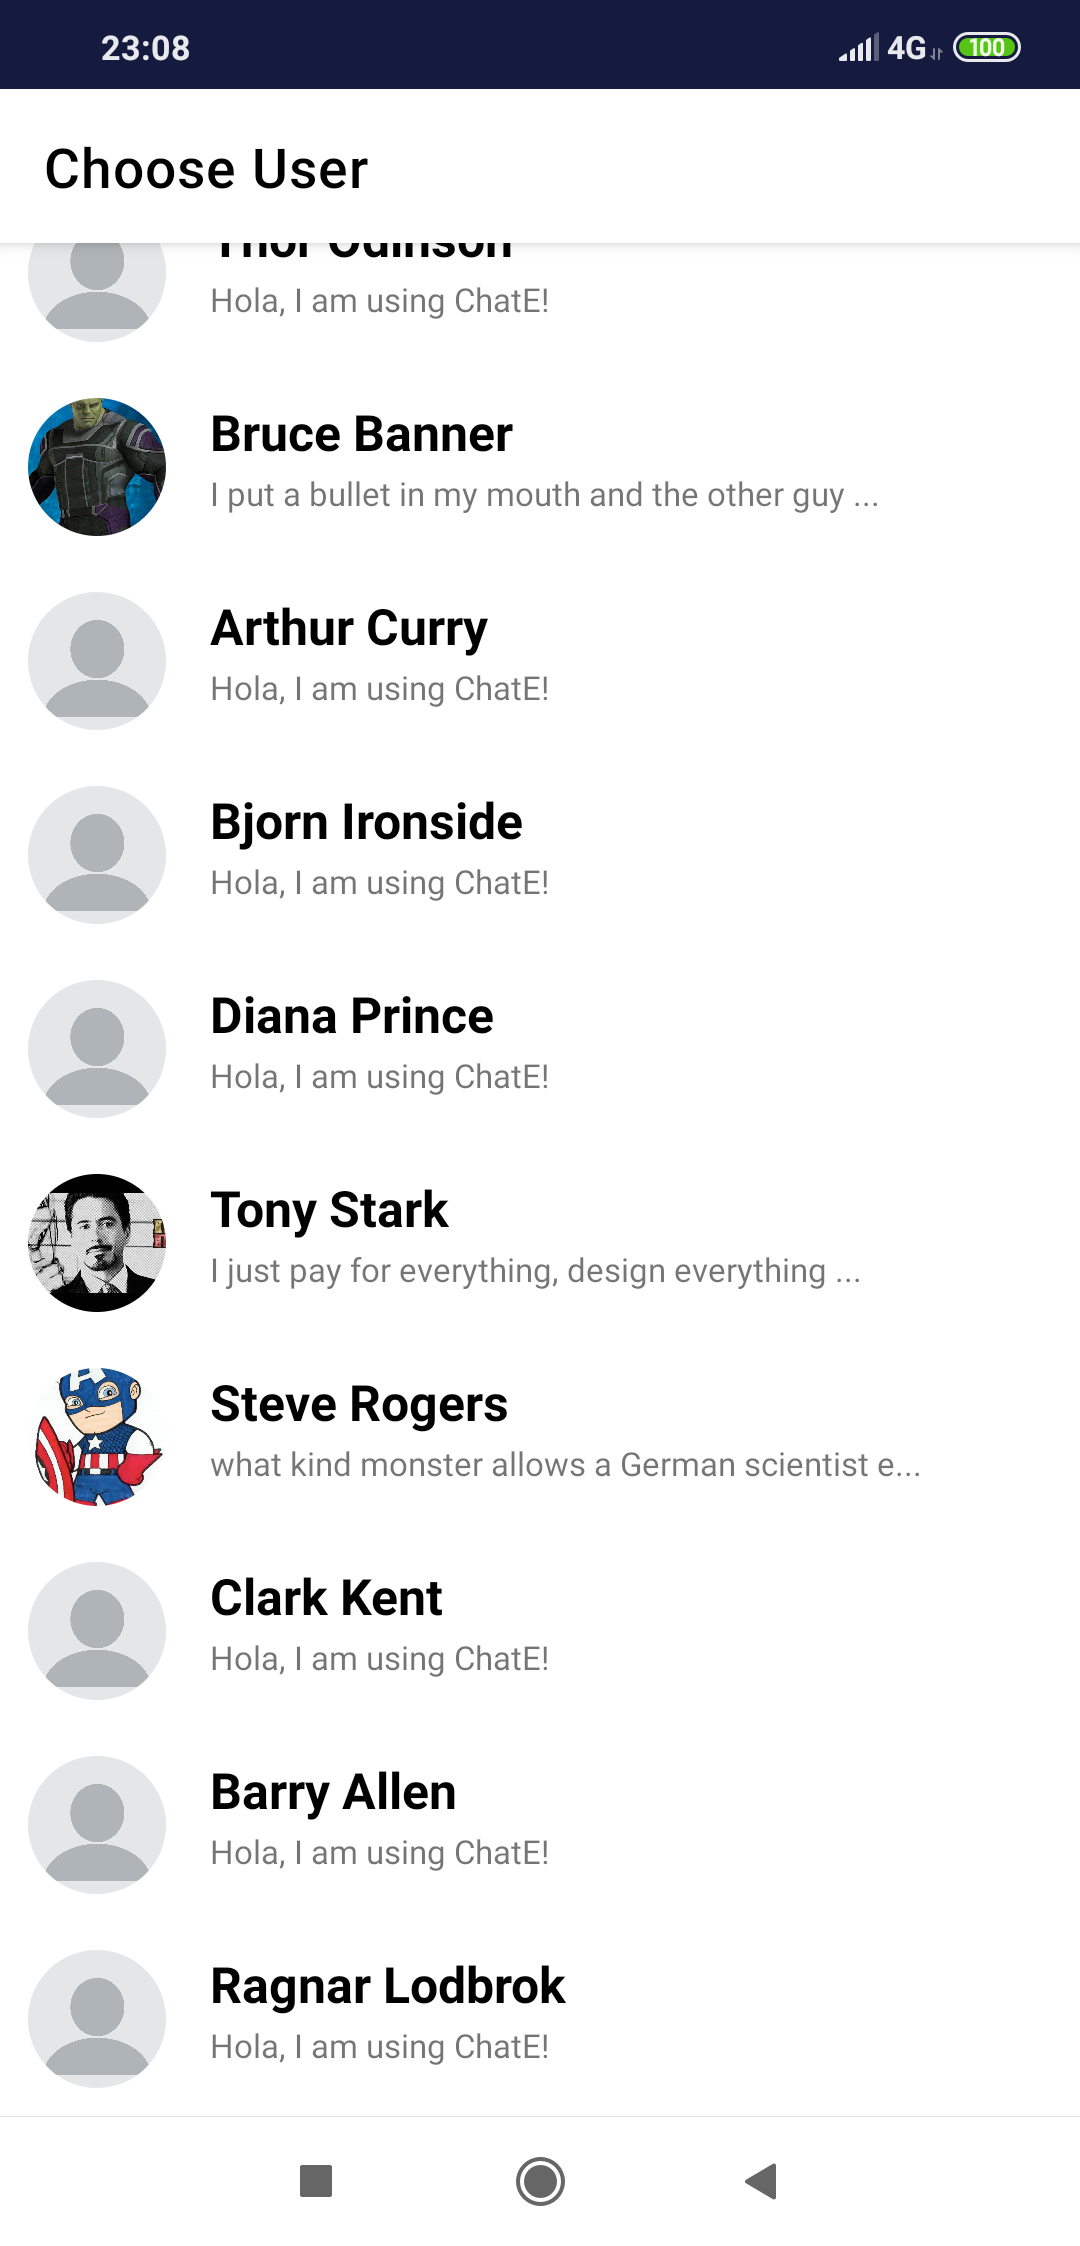 23:08
4G
100
Choose User
Thor Odinson
Hola, I am using ChatE!
Bruce Banner
I put a bullet in my mouth and the other guy ...
Arthur Curry
Hola, I am using ChatE!
Bjorn Ironside
Hola, I am using ChatE!
Diana Prince
Hola, I am using ChatE!
Tony Stark
I just pay for everything, design everything ...
Steve Rogers
what kind monster allows a German scientist e...
Clark Kent
Hola, I am using ChatE!
Barry Allen
Hola, I am using ChatE!
Ragnar Lodbrok
Hola, I am using ChatE!